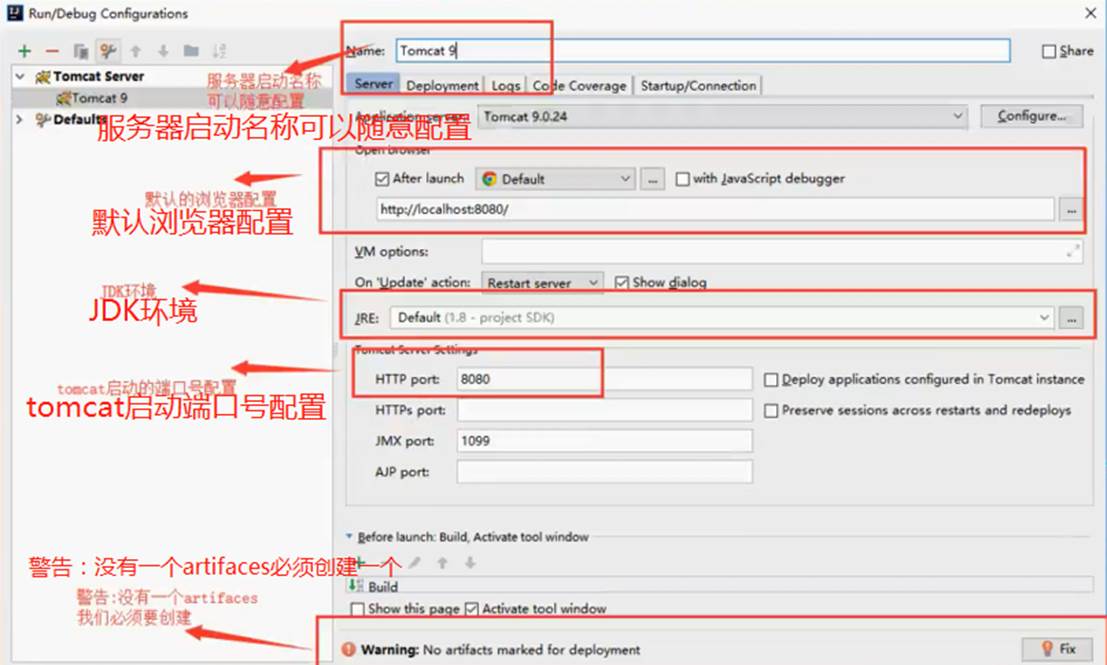 Run/Debug Configurations
Name: Tomcat 9
Share
Tomcat Server
Tomcat 9
Defaults
服务器启动名称
可以随意配置
服务器启动名称可以随意配置
Server Deployment Logs Code Coverage Startup/Connection
Application server: Tomcat 9.0.24 Configure...
Open browser
After launch Default ... with JavaScript debugger
http://localhost:8080/ ...
默认的浏览器配置
默认浏览器配置
VM options:
On 'Update' action: Restart server Show dialog
JDK环境
JDK环境
JRE: Default (1.8 - project SDK) ...
Tomcat Server Settings
HTTP port: 8080 Deploy applications configured in Tomcat instance
tomcat启动的端口号配置
tomcat启动端口号配置
HTTPs port: Preserve sessions across restarts and redeploys
JMX port: 1099
AJP port:
Before launch: Build, Activate tool window
警告：没有一个artifaces必须创建一个
Build
警告:没有一个artifaces
我们必须要创建
Show this page Activate tool window
Warning: No artifacts marked for deployment Fix